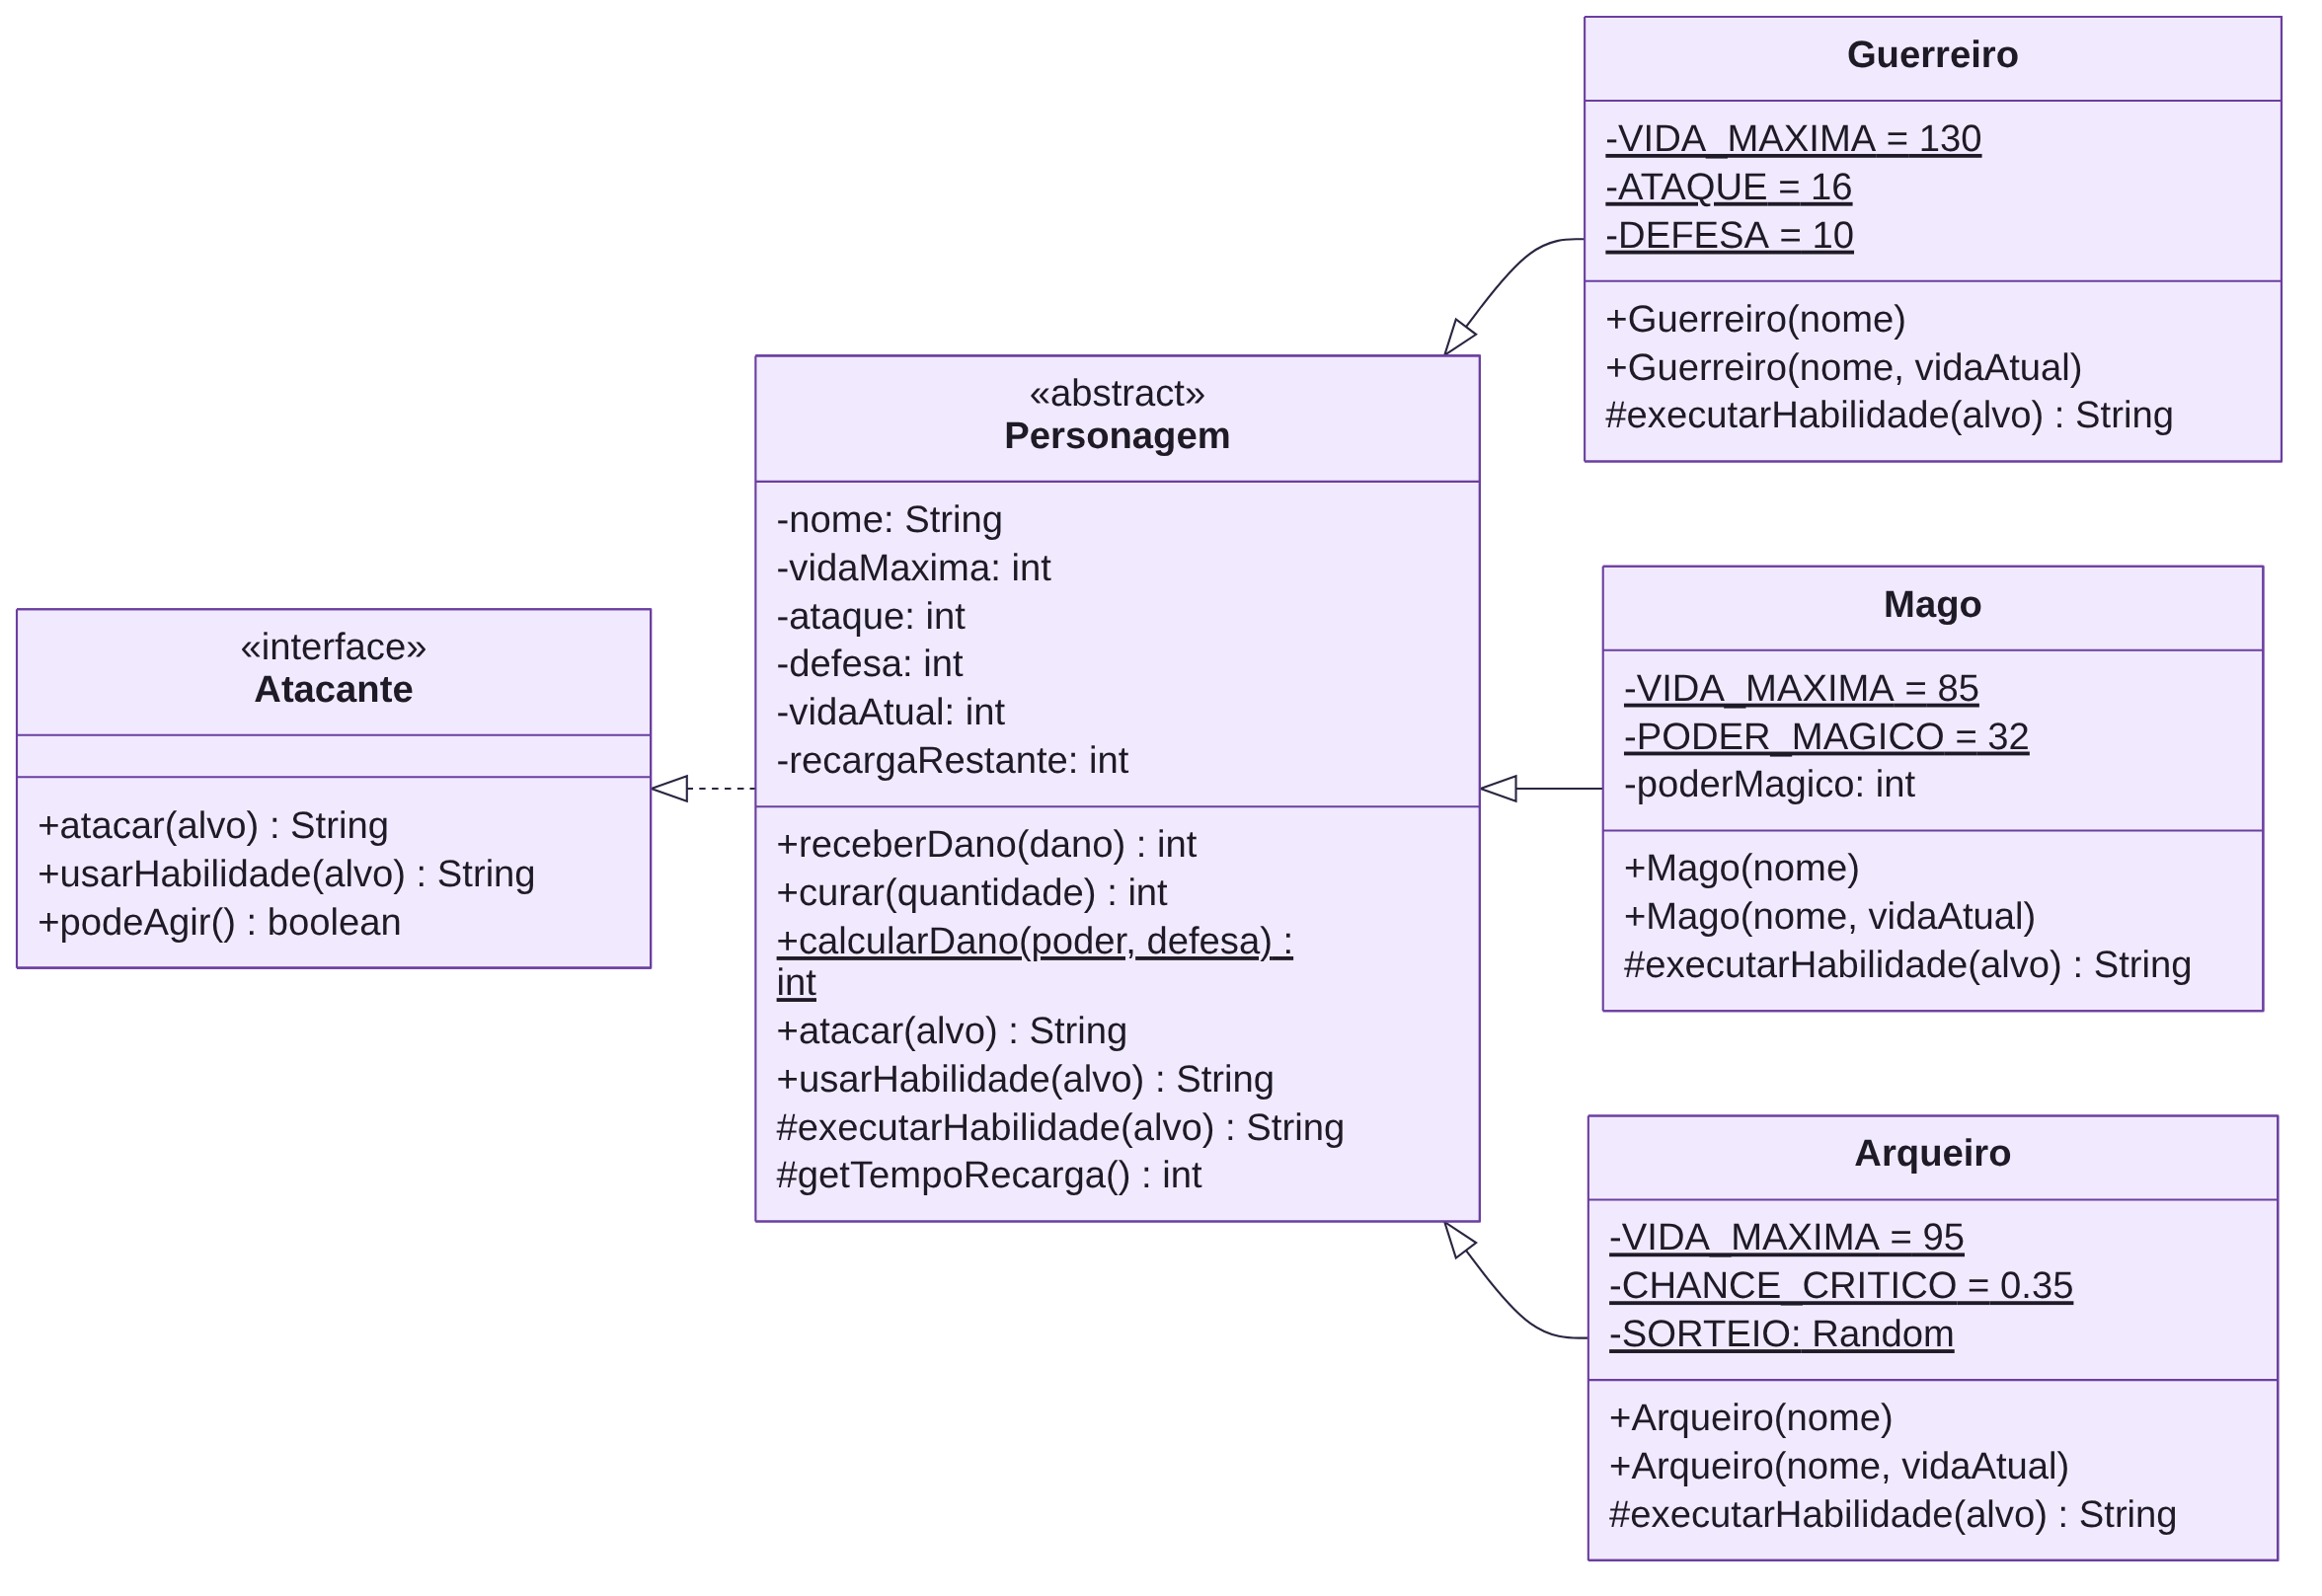 «interface»
Atacante
+atacar(alvo) : String
+usarHabilidade(alvo) : String
+podeAgir() : boolean
«abstract»
Personagem
-nome: String
-vidaMaxima: int
-ataque: int
-defesa: int
-vidaAtual: int
-recargaRestante: int
+receberDano(dano) : int
+curar(quantidade) : int
+calcularDano(poder, defesa) :
int
+atacar(alvo) : String
+usarHabilidade(alvo) : String
#executarHabilidade(alvo) : String
#getTempoRecarga() : int
Guerreiro
-VIDA_MAXIMA = 130
-ATAQUE = 16
-DEFESA = 10
+Guerreiro(nome)
+Guerreiro(nome, vidaAtual)
#executarHabilidade(alvo) : String
Mago
-VIDA_MAXIMA = 85
-PODER_MAGICO = 32
-poderMagico: int
+Mago(nome)
+Mago(nome, vidaAtual)
#executarHabilidade(alvo) : String
Arqueiro
-VIDA_MAXIMA = 95
-CHANCE_CRITICO = 0.35
-SORTEIO: Random
+Arqueiro(nome)
+Arqueiro(nome, vidaAtual)
#executarHabilidade(alvo) : String